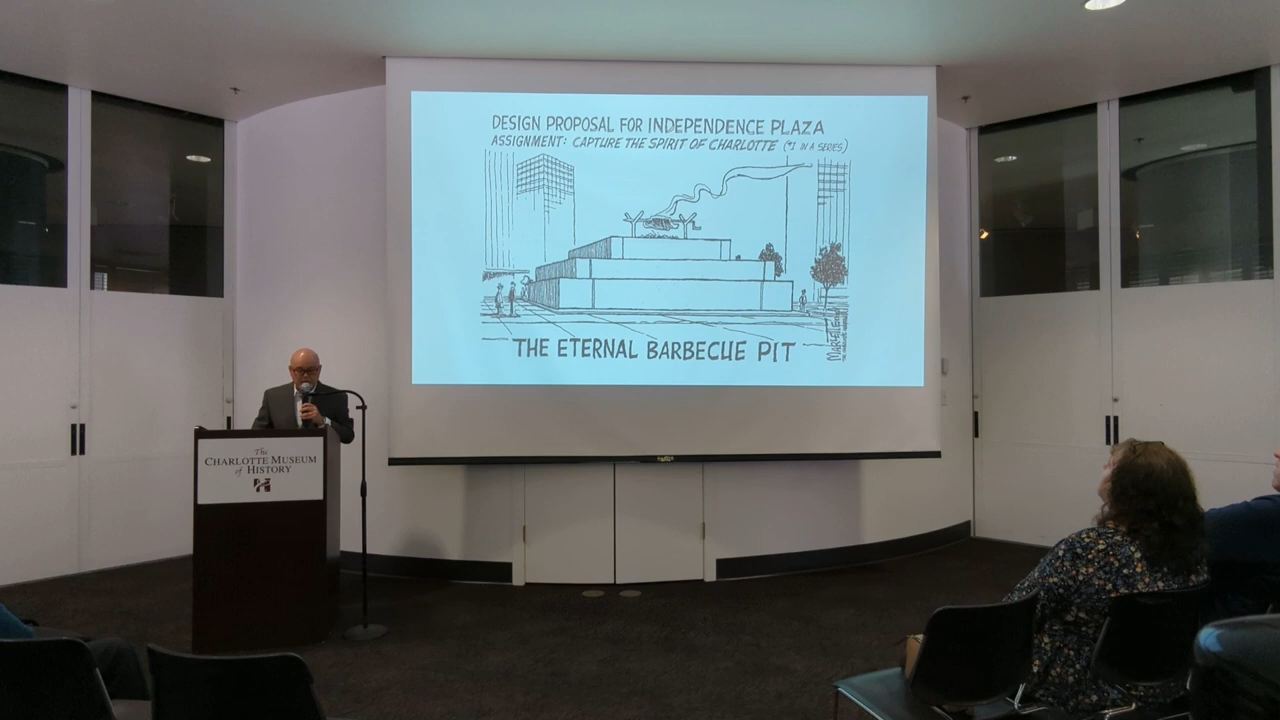 DESIGN PROPOSAL FOR INDEPENDENCE PLAZA
ASSIGNMENT: CAPTURE THE SPIRIT OF CHARLOTTE (#1 IN A SERIES)
THE ETERNAL BARBECUE PIT
The
CHARLOTTE MUSEUM
of HISTORY